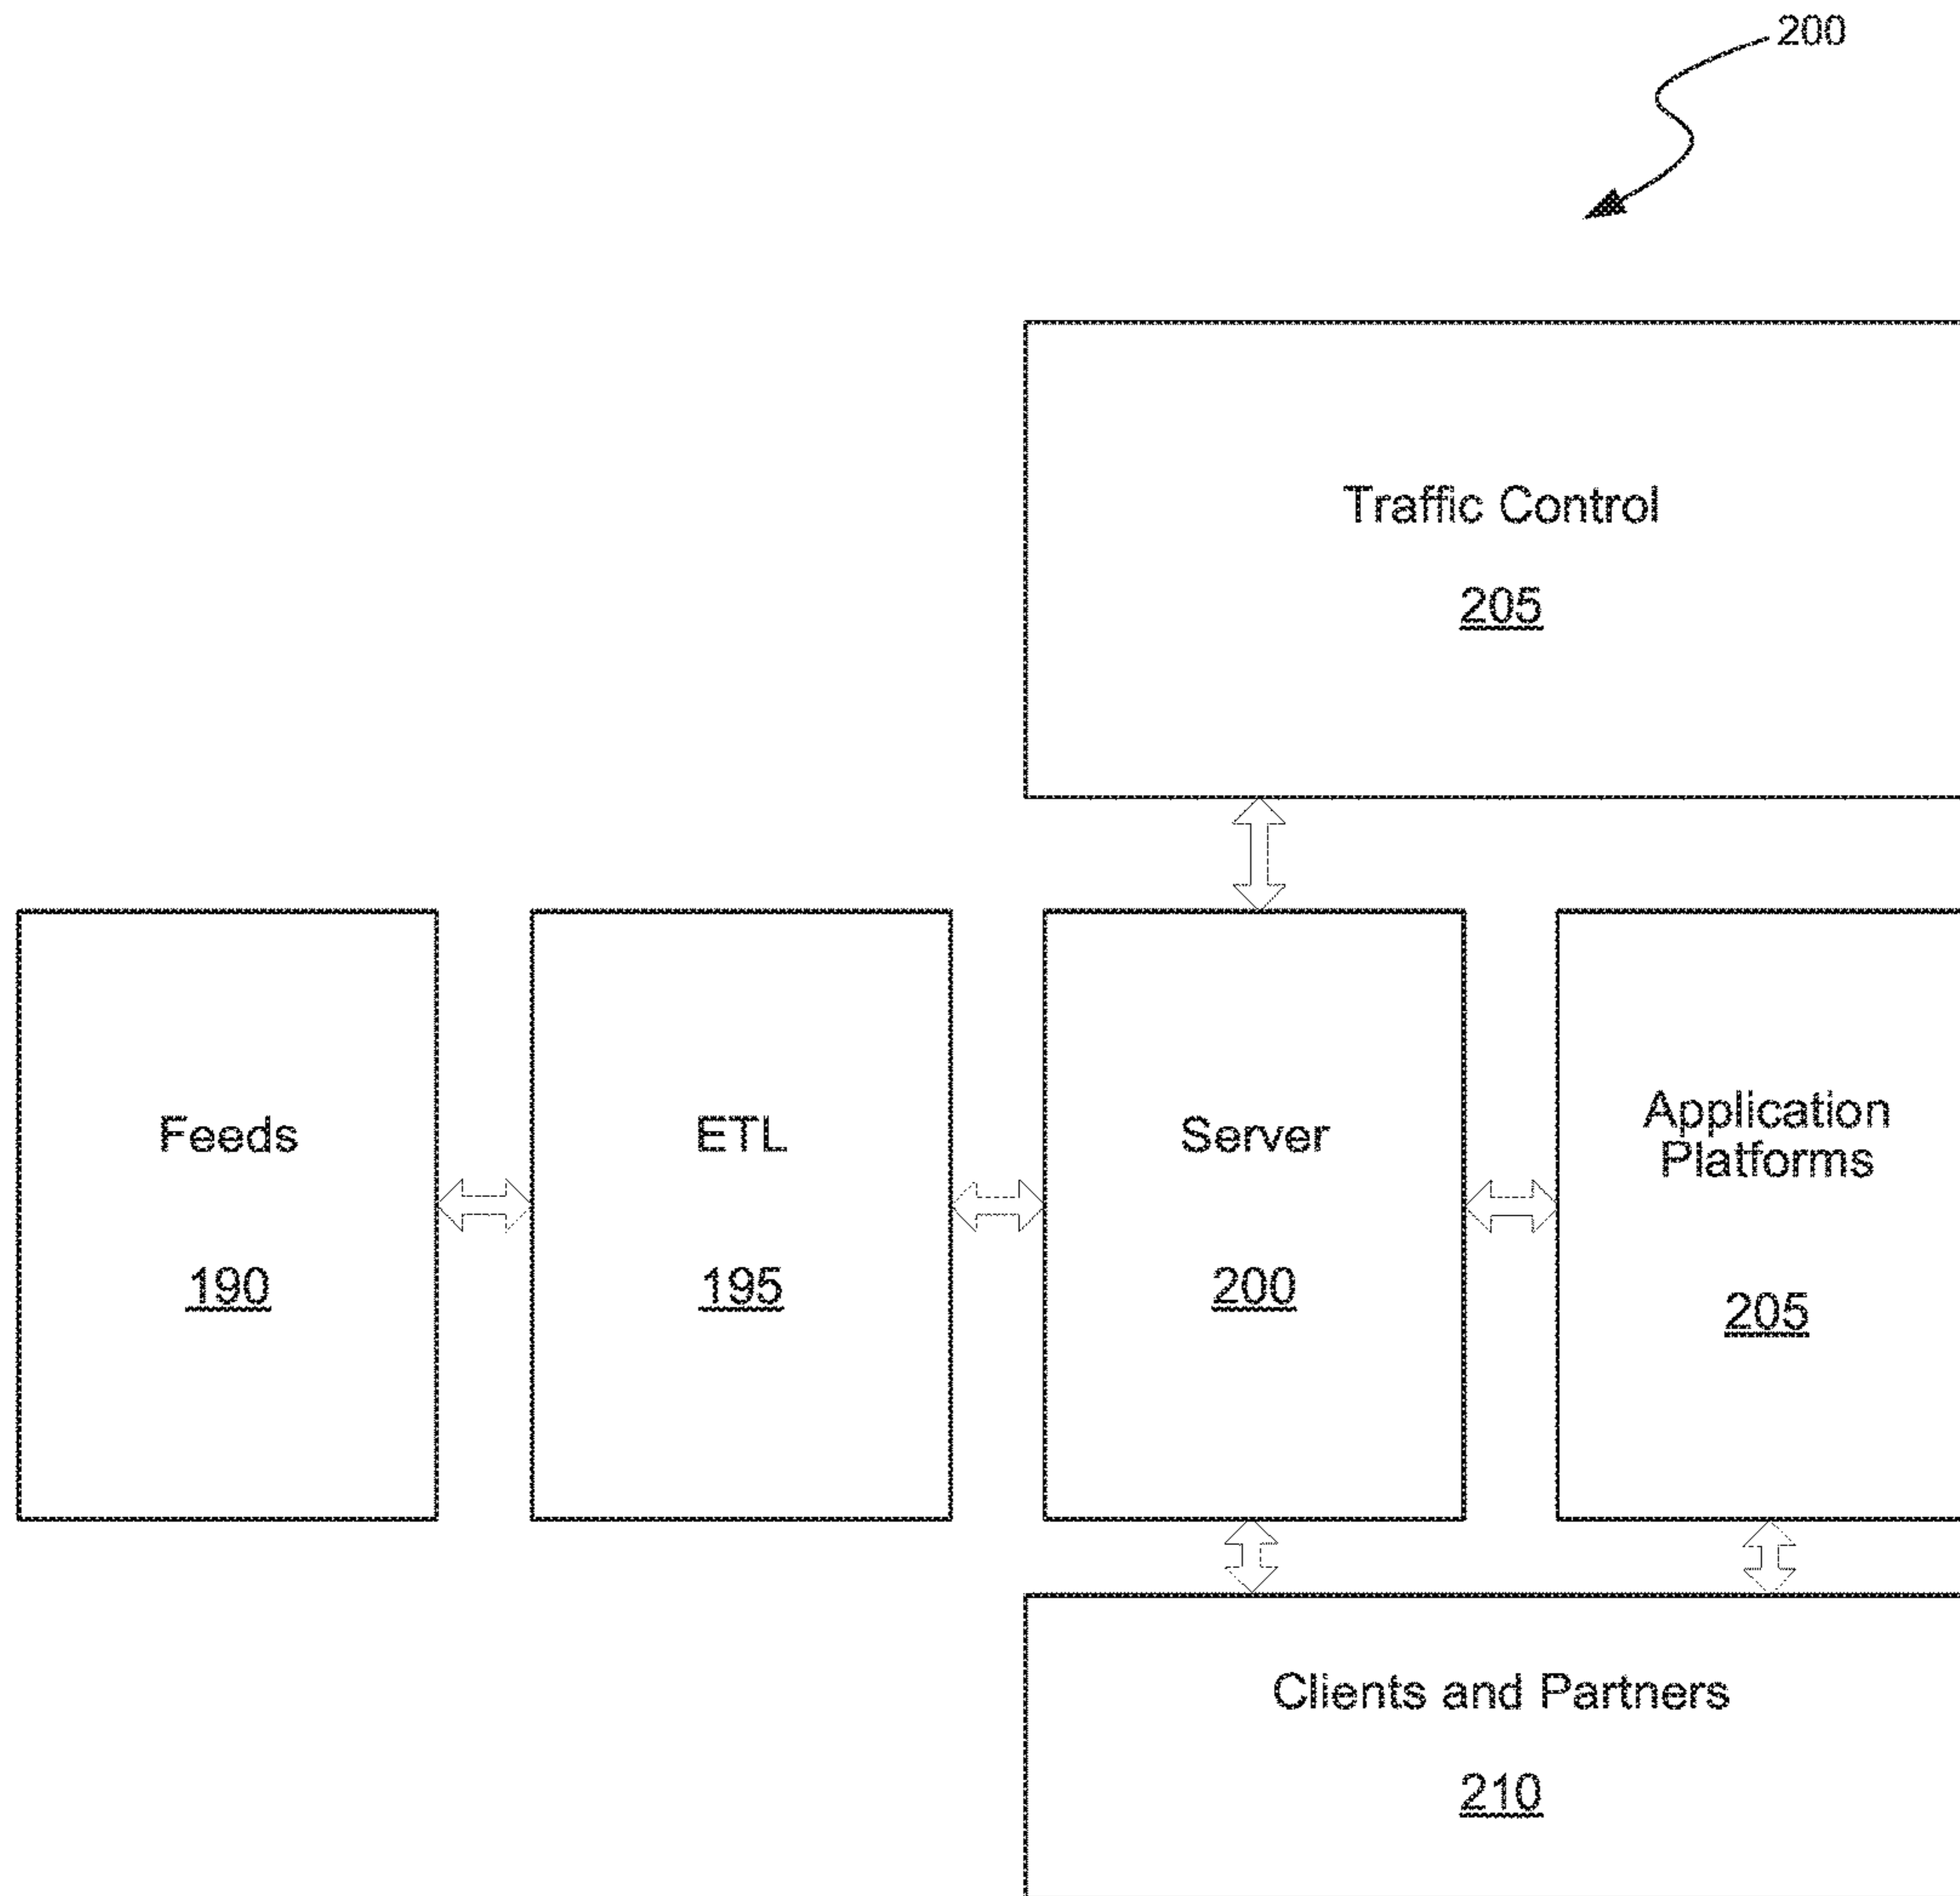 200
Traffic Control
205
Feeds
190
ETL
195
Server
200
Application
Platforms
205
Clients and Partners
210